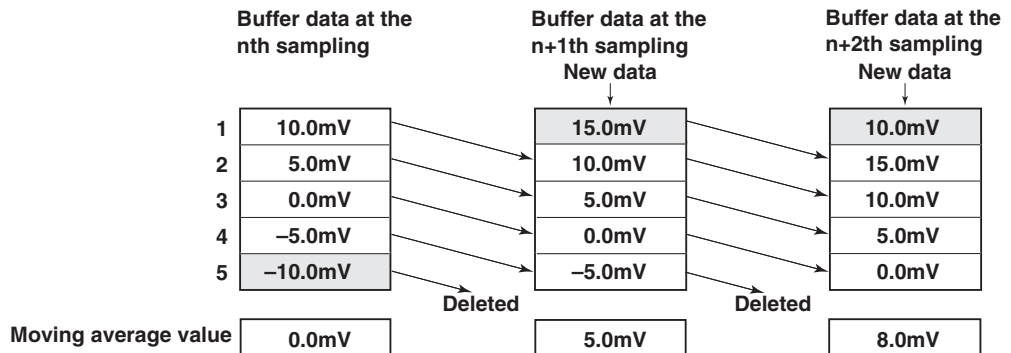 Buffer data at the
nth sampling
Buffer data at the
n+1th sampling
New data
Buffer data at the
n+2th sampling
New data
1 10.0mV 15.0mV 10.0mV
2 5.0mV 10.0mV 15.0mV
3 0.0mV 5.0mV 10.0mV
4 –5.0mV 0.0mV 5.0mV
5 –10.0mV –5.0mV 0.0mV
Deleted Deleted
Moving average value 0.0mV 5.0mV 8.0mV